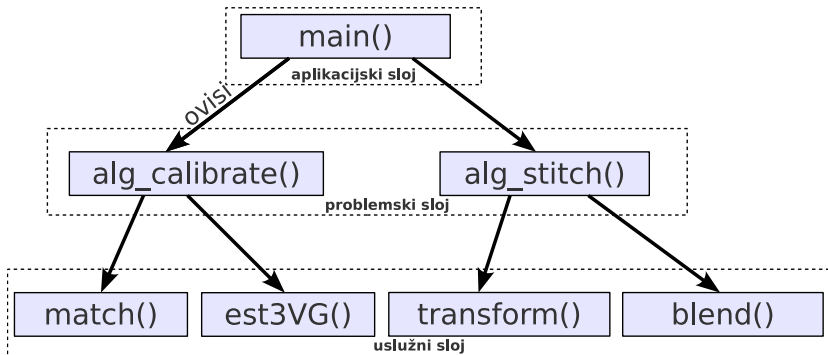 main()
aplikacijski sloj
ovisi
alg_calibrate()
alg_stitch()
problemski sloj
match()
est3VG()
transform()
blend()
uslužni sloj